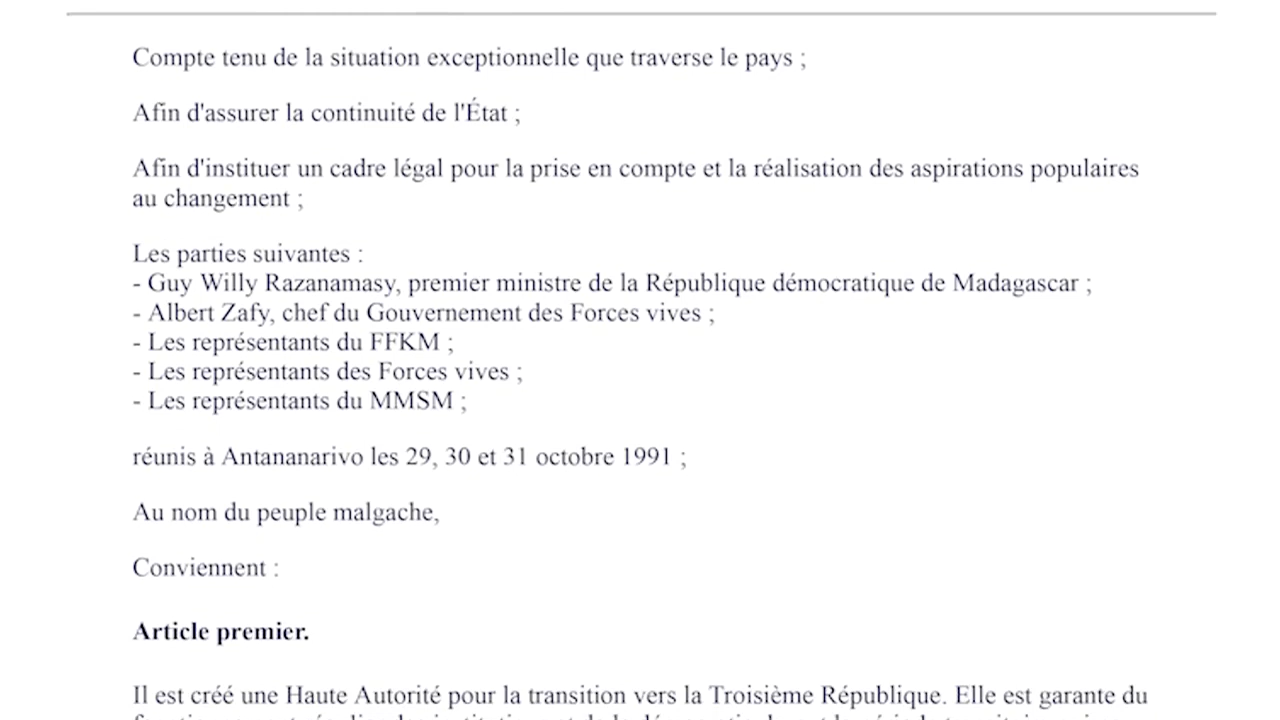 Compte tenu de la situation exceptionnelle que traverse le pays ;
Afin d'assurer la continuité de l'État ;
Afin d'instituer un cadre légal pour la prise en compte et la réalisation des aspirations populaires
au changement ;
Les parties suivantes :
- Guy Willy Razanamasy, premier ministre de la République démocratique de Madagascar ;
- Albert Zafy, chef du Gouvernement des Forces vives ;
- Les représentants du FFKM ;
- Les représentants des Forces vives ;
- Les représentants du MMSM ;
réunis à Antananarivo les 29, 30 et 31 octobre 1991 ;
Au nom du peuple malgache,
Conviennent :
Article premier.
Il est créé une Haute Autorité pour la transition vers la Troisième République. Elle est garante du